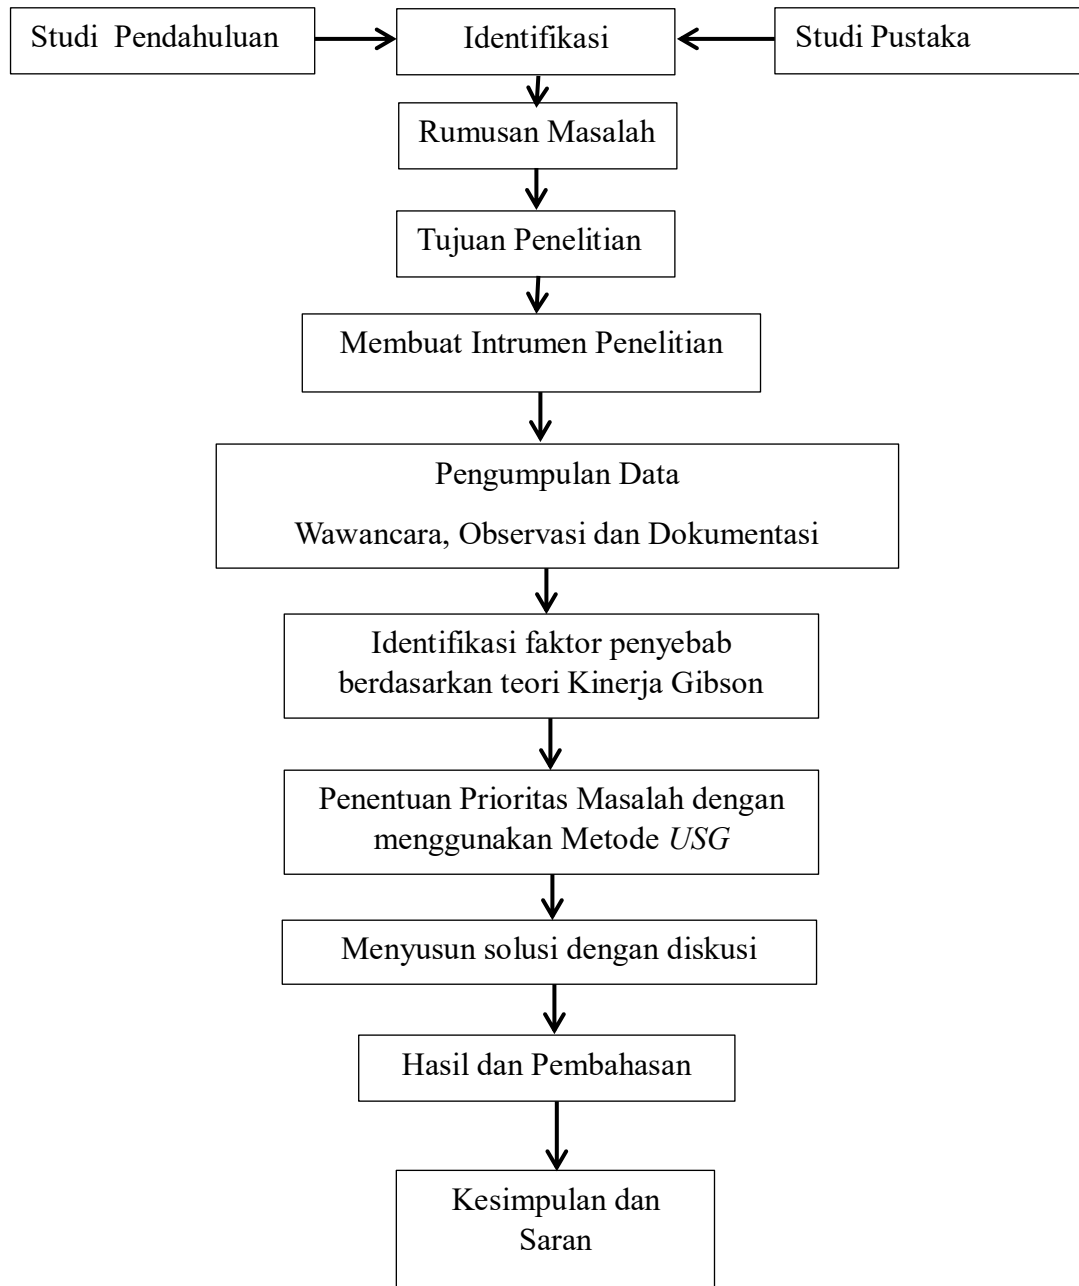 Studi  Pendahuluan
Identifikasi
Studi Pustaka
Rumusan Masalah
Tujuan Penelitian
Membuat Intrumen Penelitian
Pengumpulan Data
Wawancara, Observasi dan Dokumentasi
Identifikasi faktor penyebab
berdasarkan teori Kinerja Gibson
Penentuan Prioritas Masalah dengan
menggunakan Metode USG
Menyusun solusi dengan diskusi
Hasil dan Pembahasan
Kesimpulan dan
Saran